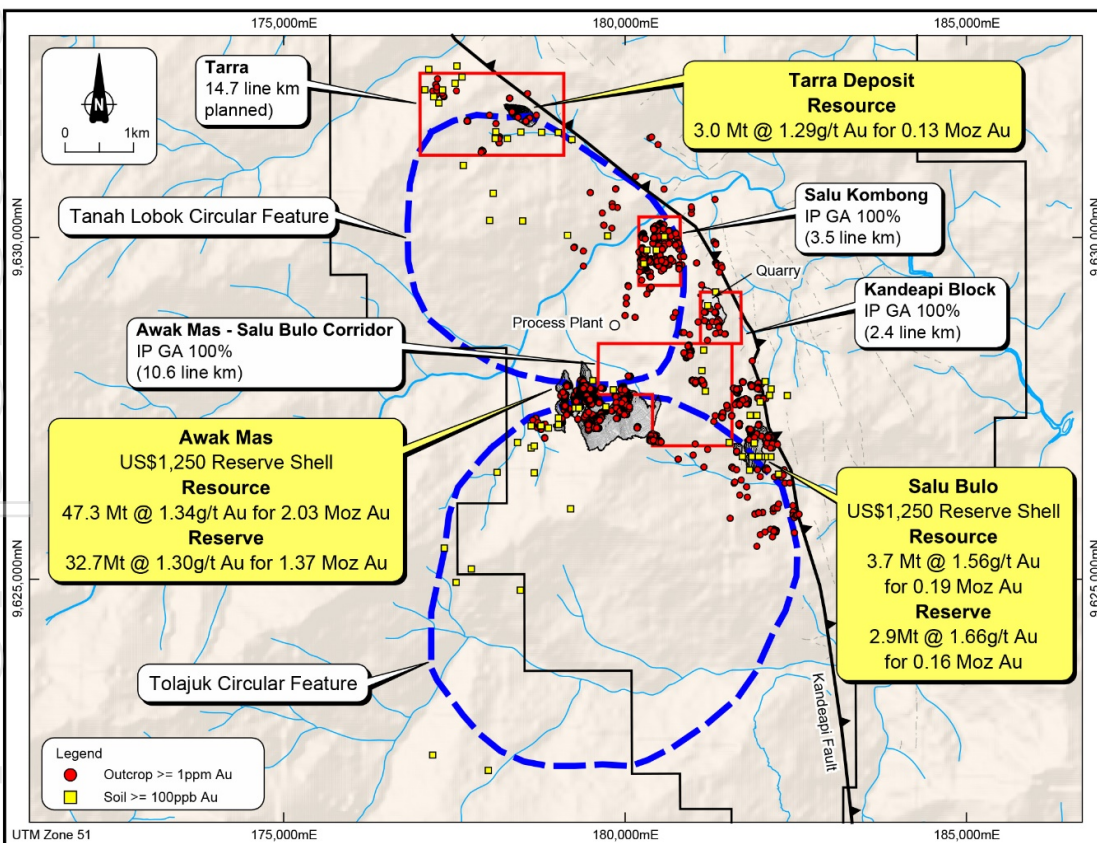 175,000mE
180,000mE
185,000mE
N
0 1km
Tarra
14.7 line km
planned)
Tarra Deposit
Resource
3.0 Mt @ 1.29g/t Au for 0.13 Moz Au
Tanah Lobok Circular Feature
Salu Kombong
IP GA 100%
(3.5 line km)
9,630,000mN
9,630,000mN
Quarry
Kandeapi Block
IP GA 100%
(2.4 line km)
Process Plant
Awak Mas - Salu Bulo Corridor
IP GA 100%
(10.6 line km)
Awak Mas
US$1,250 Reserve Shell
Resource
47.3 Mt @ 1.34g/t Au for 2.03 Moz Au
Reserve
32.7Mt @ 1.30g/t Au for 1.37 Moz Au
Salu Bulo
US$1,250 Reserve Shell
Resource
3.7 Mt @ 1.56g/t Au
for 0.19 Moz Au
Reserve
2.9Mt @ 1.66g/t Au
for 0.16 Moz Au
9,625,000mN
9,625,000mN
Tolajuk Circular Feature
Kandeapi Fault
Legend
Outcrop >= 1ppm Au
Soil >= 100ppb Au
UTM Zone 51
175,000mE
180,000mE
185,000mE